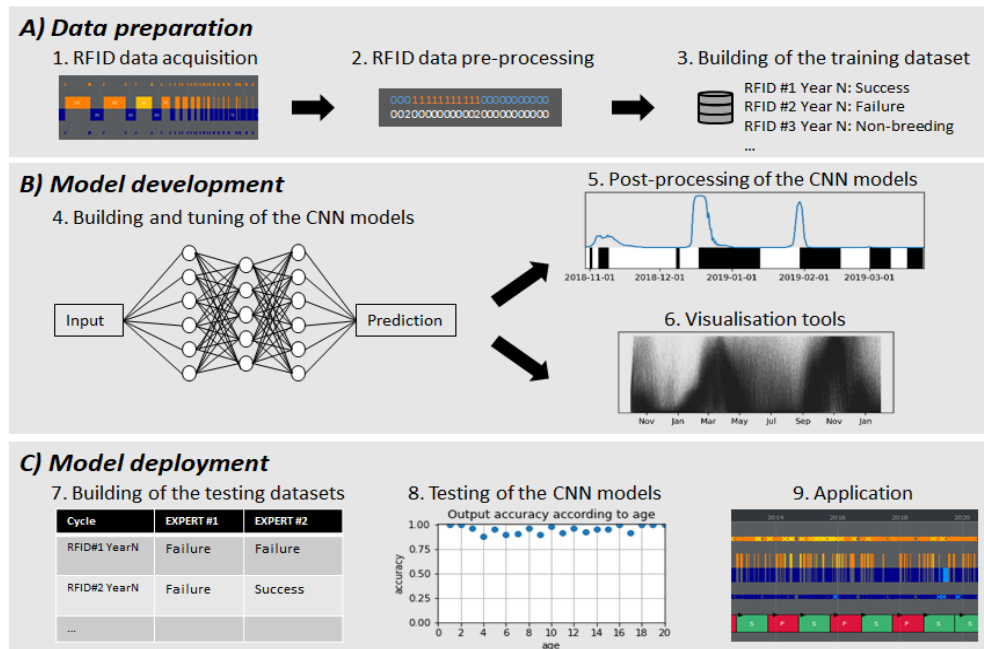 A) Data preparation
1. RFID data acquisition
2. RFID data pre-processing
3. Building of the training dataset
000111111111110000000000
002000000000020000000000
RFID #1 Year N: Success
RFID #2 Year N: Failure
RFID #3 Year N: Non-breeding
...
B) Model development
4. Building and tuning of the CNN models
Input
Prediction
5. Post-processing of the CNN models
2018-11-01 2018-12-01 2019-01-01 2019-02-01 2019-03-01
6. Visualisation tools
Nov Jan Mar May Jul Sep Nov Jan
C) Model deployment
7. Building of the testing datasets
Cycle EXPERT #1 EXPERT #2
RFID#1 YearN Failure Failure
RFID#2 YearN Failure Success
...
8. Testing of the CNN models
Output accuracy according to age
1.00
0.75
0.50
0.25
0.00
accuracy
0 2 4 6 8 10 12 14 16 18 20
age
9. Application
2014 2016 2018 2020
S F S F S F S S